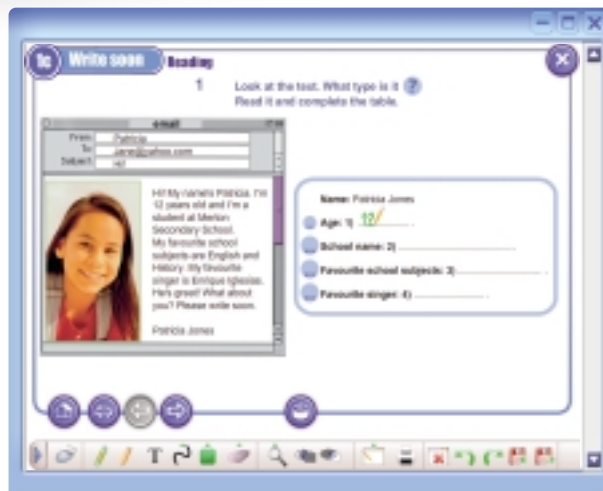 1c Write soon Reading
1 Look at the text. What type is it ?
Read it and complete the table.
e-mail
From: Patricia
To: Jane@yahoo.com
Subject: Hi!
Hi! My name's Patricia. I'm
12 years old and I'm a
student at Merton
Secondary School.
My favourite school
subjects are English and
History. My favourite
singer is Enrique Iglesias.
He's great! What about
you? Please write soon.
Patricia Jones
Name: Patricia Jones
Age: 1) 12
School name: 2)
Favourite school subjects: 3)
Favourite singer: 4)
T